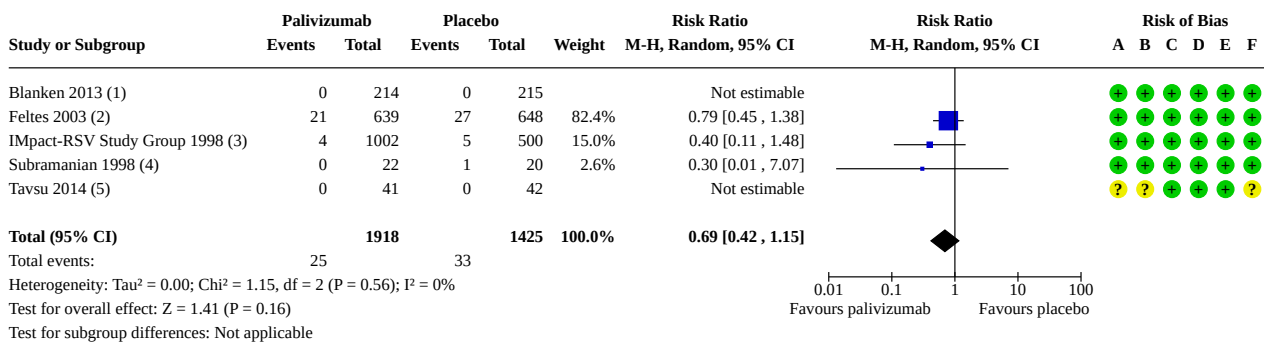 Palivizumab Placebo Risk Ratio Risk Ratio Risk of Bias
Study or Subgroup Events Total Events Total Weight M-H, Random, 95% CI M-H, Random, 95% CI A B C D E F
Blanken 2013 (1) 0 214 0 215 Not estimable + + + + + +
Feltes 2003 (2) 21 639 27 648 82.4% 0.79 [0.45 , 1.38] + + + + + +
IMpact-RSV Study Group 1998 (3) 4 1002 5 500 15.0% 0.40 [0.11 , 1.48] + + + + + +
Subramanian 1998 (4) 0 22 1 20 2.6% 0.30 [0.01 , 7.07] + + + + + +
Tavsu 2014 (5) 0 41 0 42 Not estimable ? ? + + + ?
Total (95% CI) 1918 1425 100.0% 0.69 [0.42 , 1.15]
Total events: 25 33
Heterogeneity: Tau² = 0.00; Chi² = 1.15, df = 2 (P = 0.56); I² = 0%
0.01 0.1 1 10 100
Test for overall effect: Z = 1.41 (P = 0.16) Favours palivizumab Favours placebo
Test for subgroup differences: Not applicable